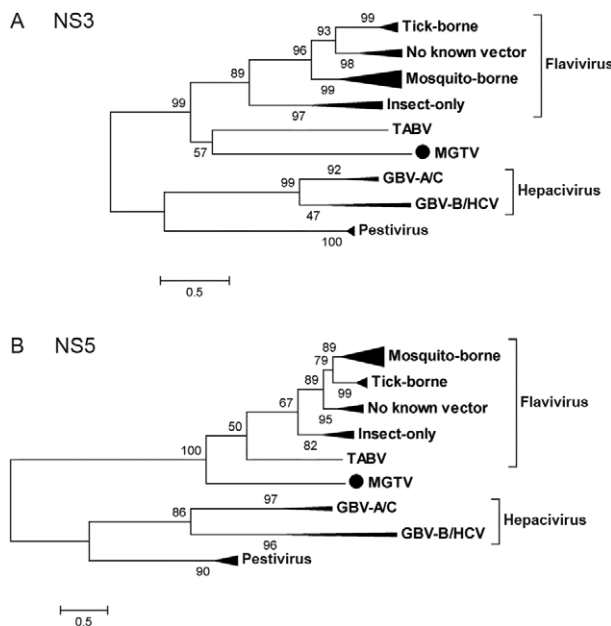 A NS3
99
Tick-borne
93
No known vector
96
98
Flavivirus
Mosquito-borne
89
99
Insect-only
99
97
TABV
57
MGTV
92
GBV-A/C
99
Hepacivirus
GBV-B/HCV
47
Pestivirus
100
0.5
B NS5
89
Mosquito-borne
79
Tick-borne
89
99
Flavivirus
No known vector
67
95
Insect-only
50
82
TABV
100
MGTV
97
GBV-A/C
86
Hepacivirus
GBV-B/HCV
96
Pestivirus
90
0.5